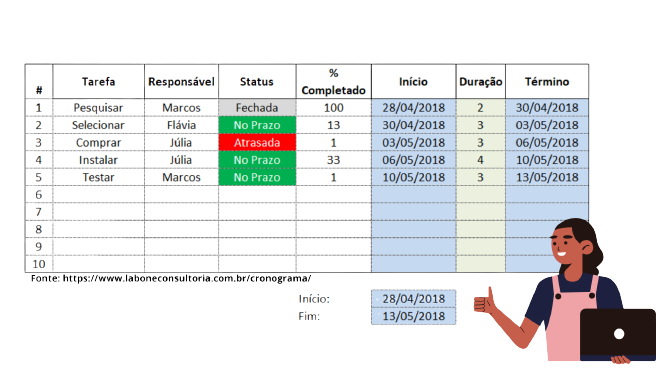 # Tarefa Responsável Status % Completado Início Duração Término
1 Pesquisar Marcos Fechada 100 28/04/2018 2 30/04/2018
2 Selecionar Flávia No Prazo 13 30/04/2018 3 03/05/2018
3 Comprar Júlia Atrasada 1 03/05/2018 3 06/05/2018
4 Instalar Júlia No Prazo 33 06/05/2018 4 10/05/2018
5 Testar Marcos No Prazo 1 10/05/2018 3 13/05/2018
6
7
8
9
10
Fonte: https://www.laboneconsultoria.com.br/cronograma/
Início: 28/04/2018
Fim: 13/05/2018